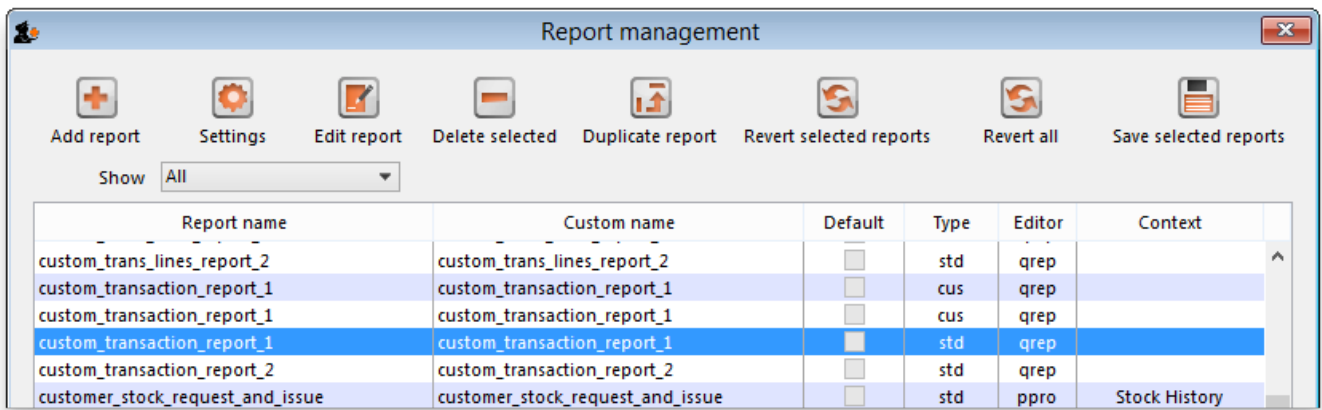 Report management
Add report Settings Edit report Delete selected Duplicate report Revert selected reports Revert all Save selected reports
Show All
Report name Custom name Default Type Editor Context
custom_trans_lines_report_2 custom_trans_lines_report_2 std qrep
custom_transaction_report_1 custom_transaction_report_1 cus qrep
custom_transaction_report_1 custom_transaction_report_1 cus qrep
custom_transaction_report_1 custom_transaction_report_1 std qrep
custom_transaction_report_2 custom_transaction_report_2 std qrep
customer_stock_request_and_issue customer_stock_request_and_issue std ppro Stock History